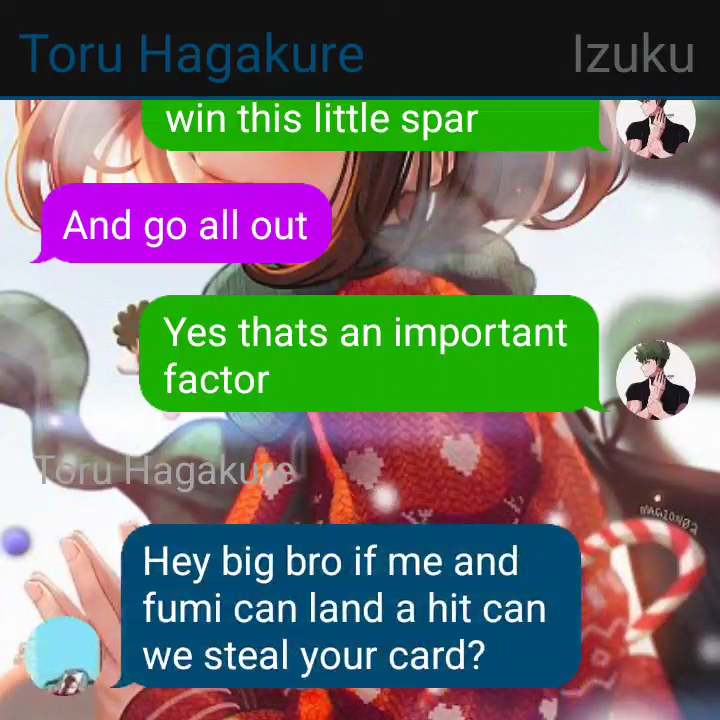 Toru Hagakure Izuku
win this little spar
And go all out
Yes thats an important
factor
Toru Hagakure
Hey big bro if me and
fumi can land a hit can
we steal your card?